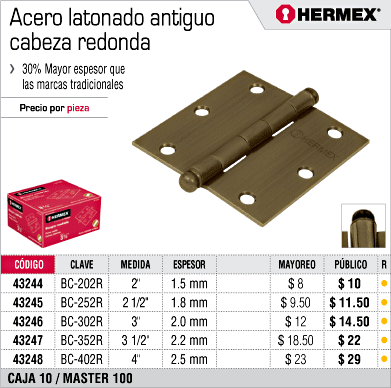 Acero latonado antiguo
cabeza redonda
HERMEX®
30% Mayor espesor que
las marcas tradicionales
Precio por pieza
HERMEX
HERMEX
CÓDIGO CLAVE MEDIDA ESPESOR MAYOREO PÚBLICO R
43244 BC-202R 2" 1.5 mm $ 8 $ 10
43245 BC-252R 2 1/2" 1.8 mm $ 9.50 $ 11.50
43246 BC-302R 3" 2.0 mm $ 12 $ 14.50
43247 BC-352R 3 1/2" 2.2 mm $ 18.50 $ 22
43248 BC-402R 4" 2.5 mm $ 23 $ 29
CAJA 10 / MASTER 100